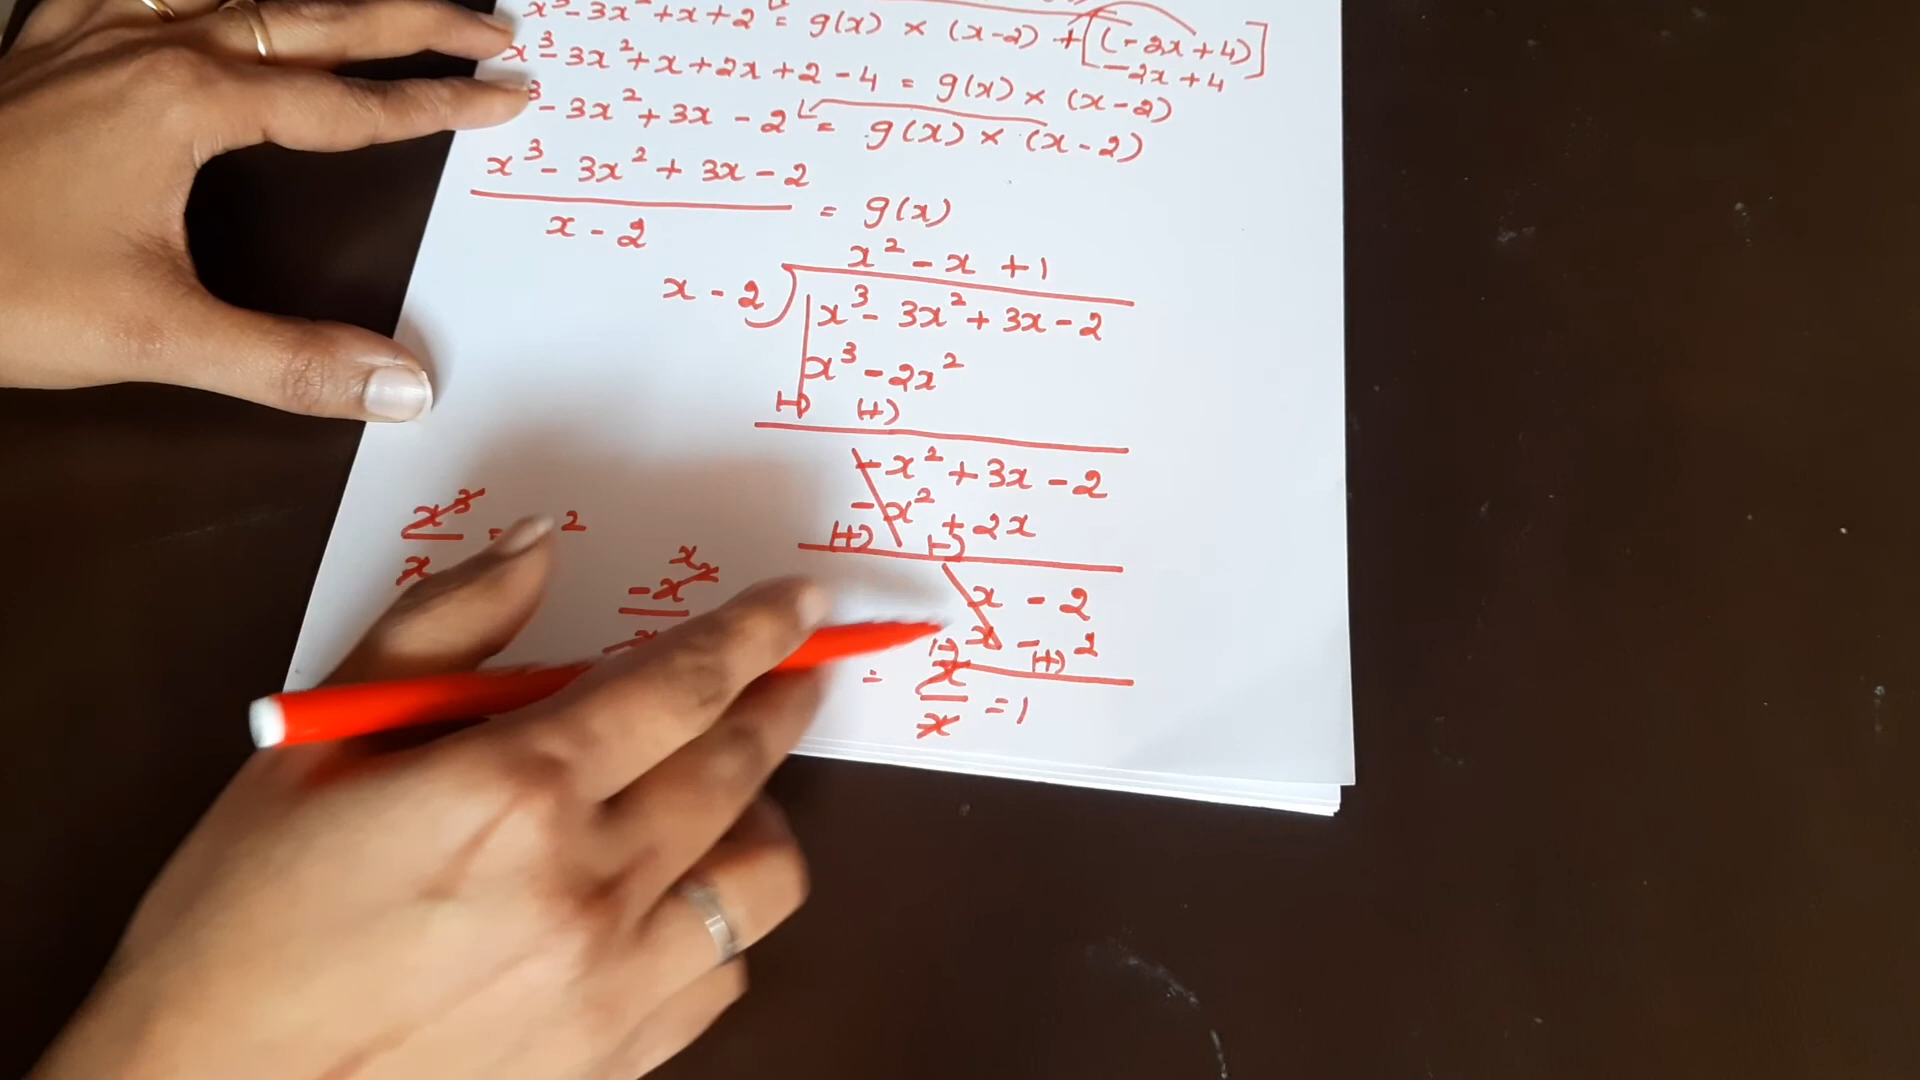 x³ - 3x² + x + 2 = g(x) × (x-2) + [(-2x+4)]
-2x + 4
x³ - 3x² + x + 2x + 2 - 4 = g(x) × (x-2)
³ - 3x² + 3x - 2 = g(x) × (x-2)
x³ - 3x² + 3x - 2
x - 2
= g(x)
x² - x + 1
x - 2 ) x³ - 3x² + 3x - 2
x³ - 2x²
(-) (+)
-x² + 3x - 2
-x² + 2x
(+) (-)
x - 2
x - 2
(-) (+)
x³
x
= ²
x
-x²
x
=
x
x
= 1